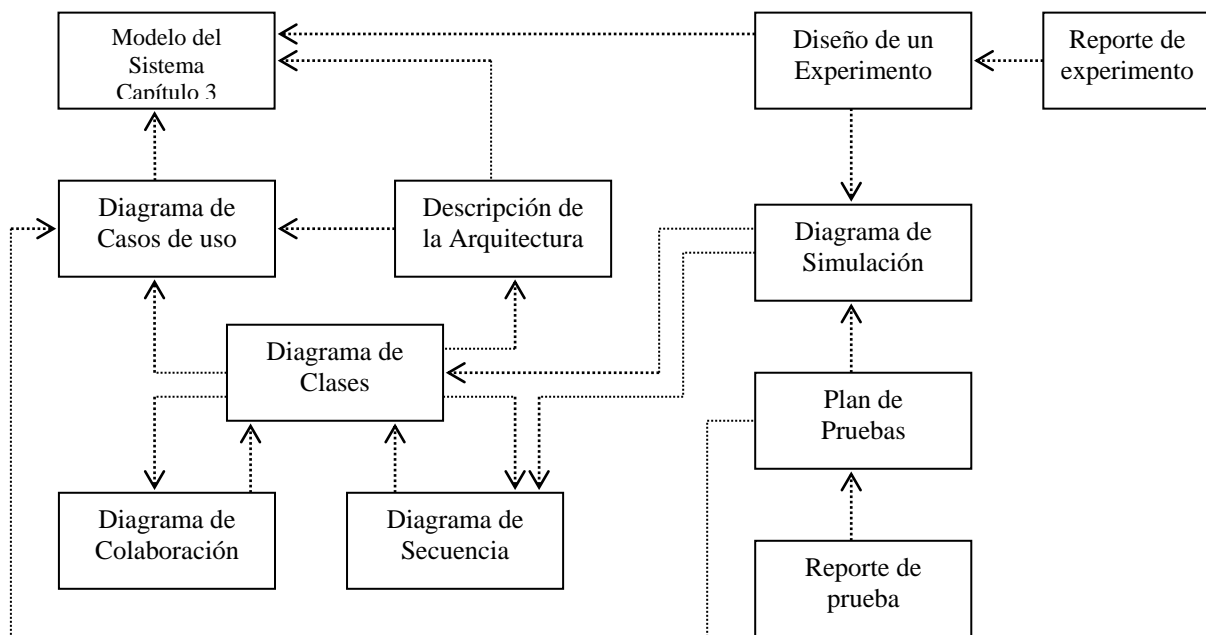 Modelo del
Sistema
Capítulo 3
Diseño de un
Experimento
Reporte de
experimento
Diagrama de
Casos de uso
Descripción de
la Arquitectura
Diagrama de
Simulación
Diagrama de
Clases
Plan de
Pruebas
Diagrama de
Colaboración
Diagrama de
Secuencia
Reporte de
prueba